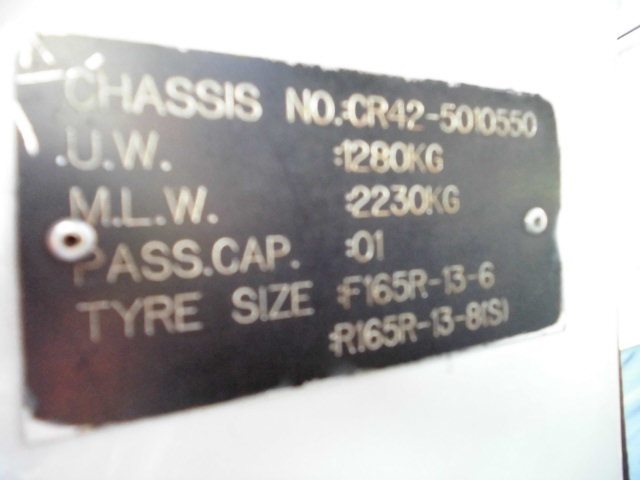 CHASSIS NO.:CR42-5010550
U.W. :1280KG
M.L.W. :2230KG
PASS.CAP. :01
TYRE SIZE :F165R-13-6
:R165R-13-8(S)